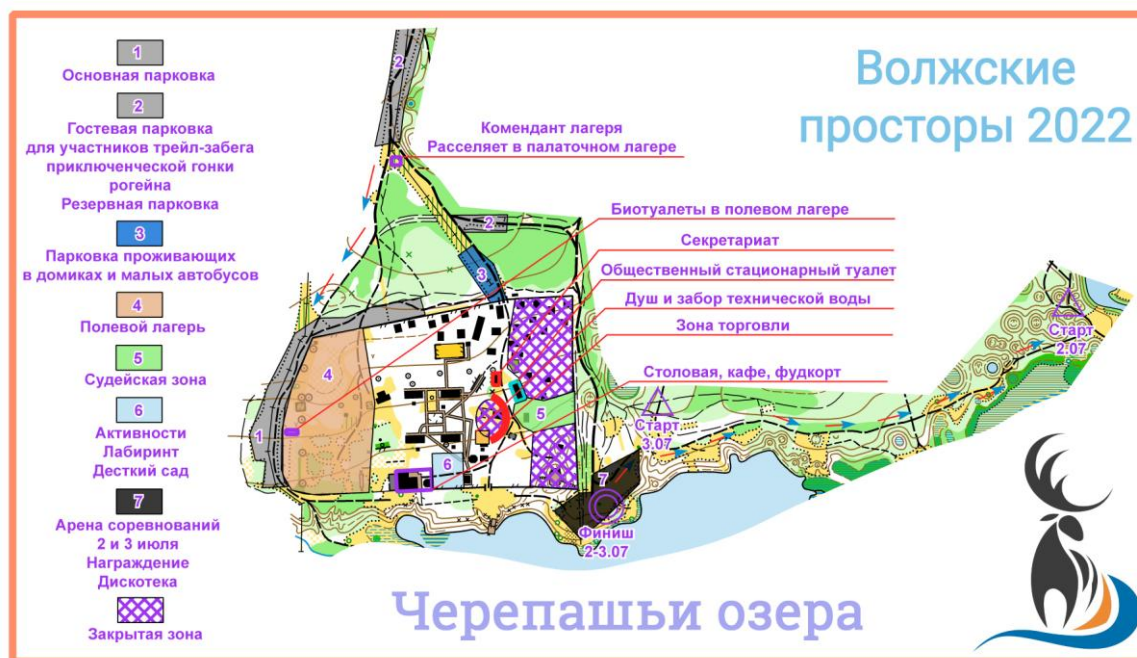 Волжские
просторы 2022
1
Основная парковка
2
Гостевая парковка
для участников трейл-забега
приключенческой гонки
рогейна
Резервная парковка
3
Парковка проживающих
в домиках и малых автобусов
4
Полевой лагерь
5
Судейская зона
6
Активности
Лабиринт
Десткий сад
7
Арена соревнований
2 и 3 июля
Награждение
Дискотека
Закрытая зона
2
Комендант лагеря
Расселяет в палаточном лагере
Биотуалеты в полевом лагере
2
Секретариат
3
Общественный стационарный туалет
Душ и забор технической воды
Зона торговли
Столовая, кафе, фудкорт
4
5
1
6
7
Старт
3.07
Старт
2.07
Финиш
2-3.07
Черепашьи озера